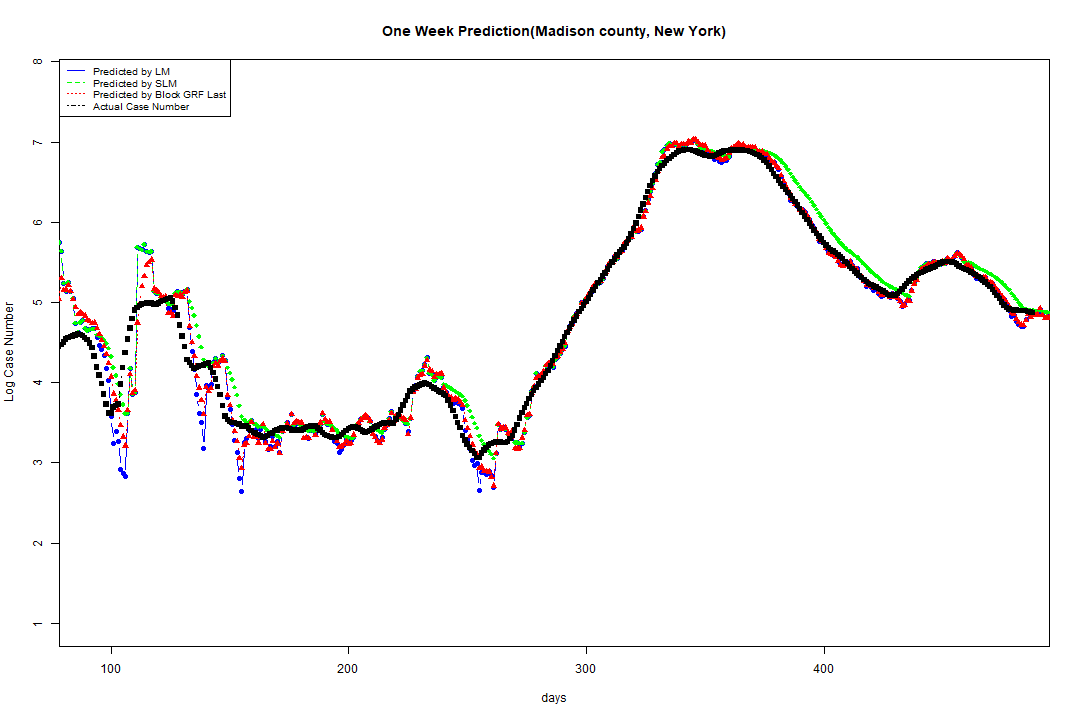 One Week Prediction(Madison county, New York)
Predicted by LM
Predicted by SLM
Predicted by Block GRF Last
Actual Case Number
8
7
6
5
4
3
2
1
Log Case Number
100 200 300 400
days